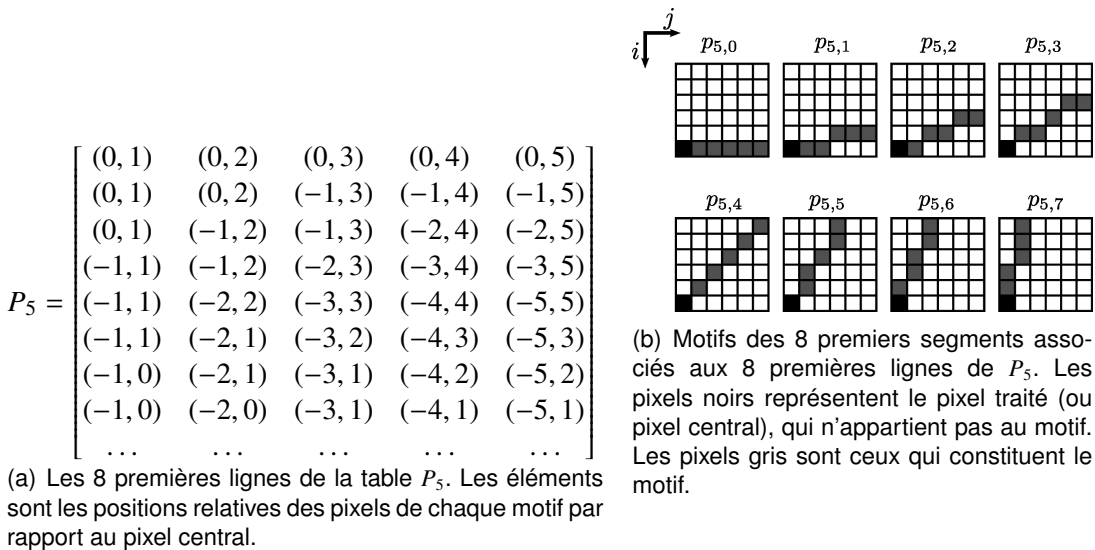 P₅ =
(0, 1) (0, 2) (0, 3) (0, 4) (0, 5)
(0, 1) (0, 2) (−1, 3) (−1, 4) (−1, 5)
(0, 1) (−1, 2) (−1, 3) (−2, 4) (−2, 5)
(−1, 1) (−1, 2) (−2, 3) (−3, 4) (−3, 5)
(−1, 1) (−2, 2) (−3, 3) (−4, 4) (−5, 5)
(−1, 1) (−2, 1) (−3, 2) (−4, 3) (−5, 3)
(−1, 0) (−2, 1) (−3, 1) (−4, 2) (−5, 2)
(−1, 0) (−2, 0) (−3, 1) (−4, 1) (−5, 1)
... ... ... ... ...
(a) Les 8 premières lignes de la table P₅. Les éléments
sont les positions relatives des pixels de chaque motif par
rapport au pixel central.
j
i
p₅,₀ p₅,₁ p₅,₂ p₅,₃
p₅,₄ p₅,₅ p₅,₆ p₅,₇
(b) Motifs des 8 premiers segments asso-
ciés aux 8 premières lignes de P₅. Les
pixels noirs représentent le pixel traité (ou
pixel central), qui n'appartient pas au motif.
Les pixels gris sont ceux qui constituent le
motif.